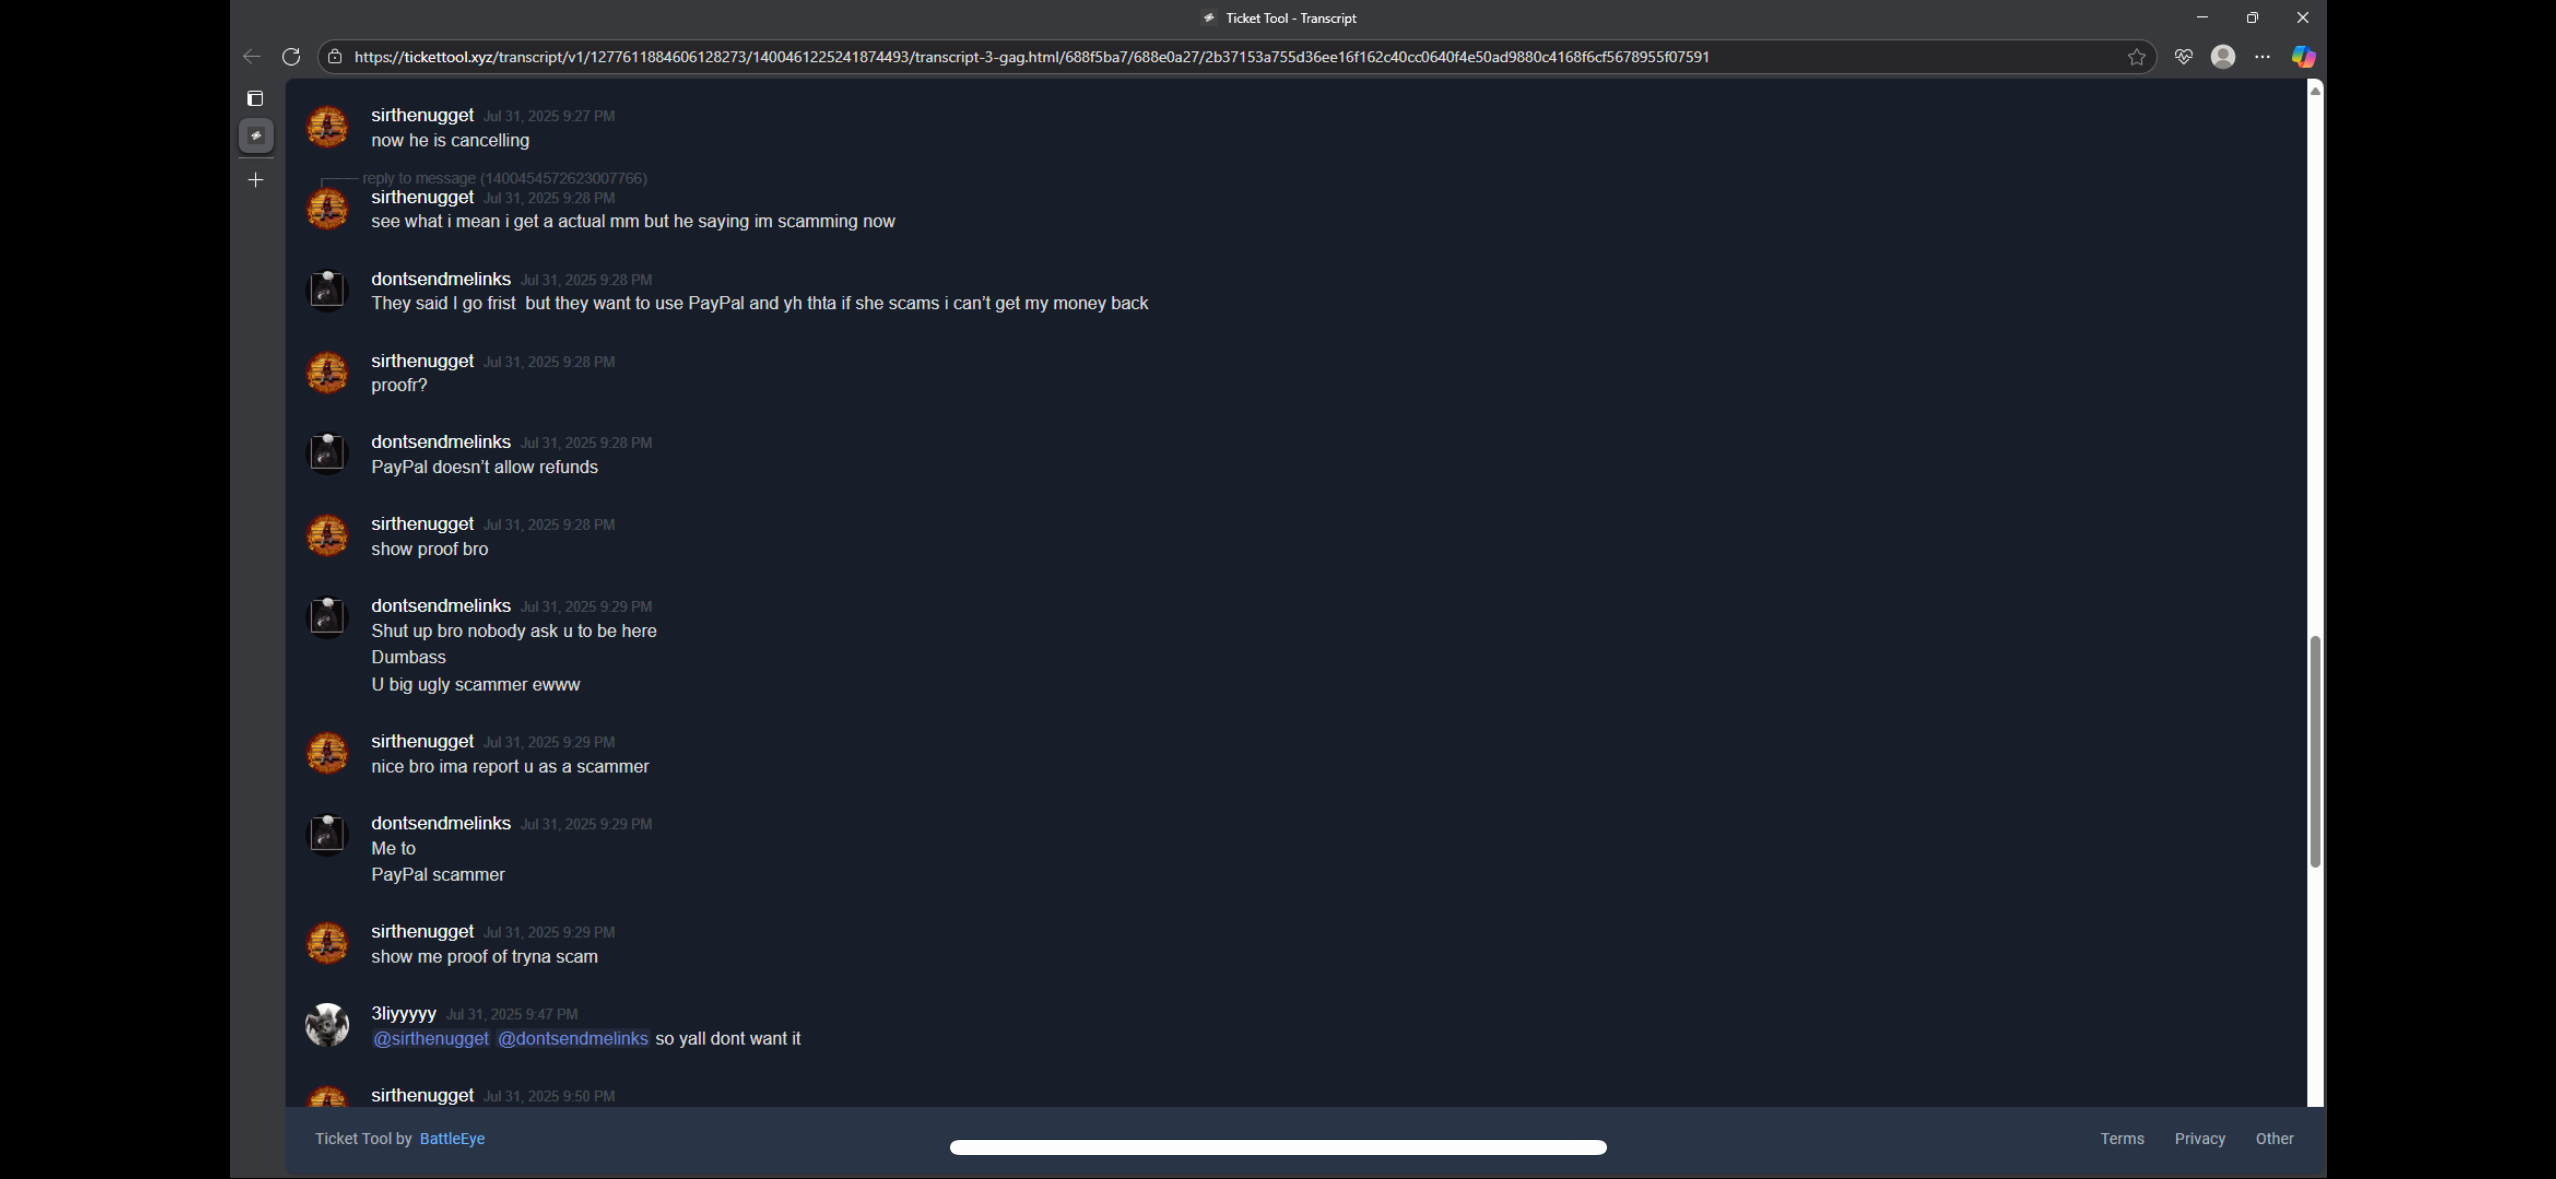 Ticket Tool - Transcript
https://tickettool.xyz/transcript/v1/1277611884606128273/1400461225241874493/transcript-3-gag.html/688f5ba7/688e0a27/2b37153a755d36ee16f162c40cc0640f4e50ad9880c4168f6cf5678955f07591
sirthenugget Jul 31, 2025 9:27 PM
now he is cancelling
reply to message (1400454572623007766)
sirthenugget Jul 31, 2025 9:28 PM
see what i mean i get a actual mm but he saying im scamming now
dontsendmelinks Jul 31, 2025 9:28 PM
They said I go frist  but they want to use PayPal and yh thta if she scams i can't get my money back
sirthenugget Jul 31, 2025 9:28 PM
proofr?
dontsendmelinks Jul 31, 2025 9:28 PM
PayPal doesn't allow refunds
sirthenugget Jul 31, 2025 9:28 PM
show proof bro
dontsendmelinks Jul 31, 2025 9:29 PM
Shut up bro nobody ask u to be here
Dumbass
U big ugly scammer ewww
sirthenugget Jul 31, 2025 9:29 PM
nice bro ima report u as a scammer
dontsendmelinks Jul 31, 2025 9:29 PM
Me to
PayPal scammer
sirthenugget Jul 31, 2025 9:29 PM
show me proof of tryna scam
3liyyyyy Jul 31, 2025 9:47 PM
@sirthenugget @dontsendmelinks so yall dont want it
sirthenugget Jul 31, 2025 9:50 PM
Ticket Tool by BattleEye
Terms Privacy Other